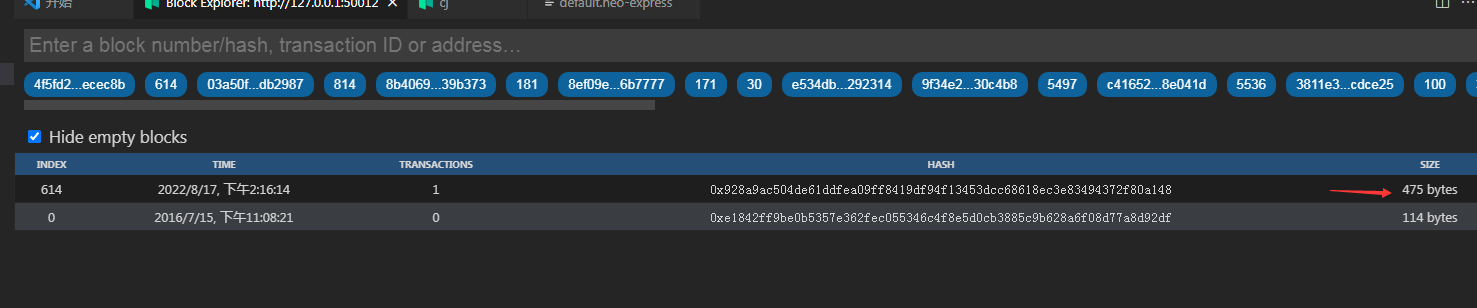 开始 Block Explorer: http://127.0.0.1:50012 × cj default.neo-express
Enter a block number/hash, transaction ID or address…
4f5fd2...ecec8b 614 03a50f...db2987 814 8b4069...39b373 181 8ef09e...6b7777 171 30 e534db...292314 9f34e2...30c4b8 5497 c41652...8e041d 5536 3811e3...cdce25 100
Hide empty blocks
INDEX TIME TRANSACTIONS HASH SIZE
614 2022/8/17, 下午2:16:14 1 0x928a9ac504de61ddfea09ff8419df94f13453dcc68618ec3e83494372f80a148 475 bytes
0 2016/7/15, 下午11:08:21 0 0xe1842ff9be0b5357e362fec055346c4f8e5d0cb3885c9b628a6f08d77a8d92df 114 bytes